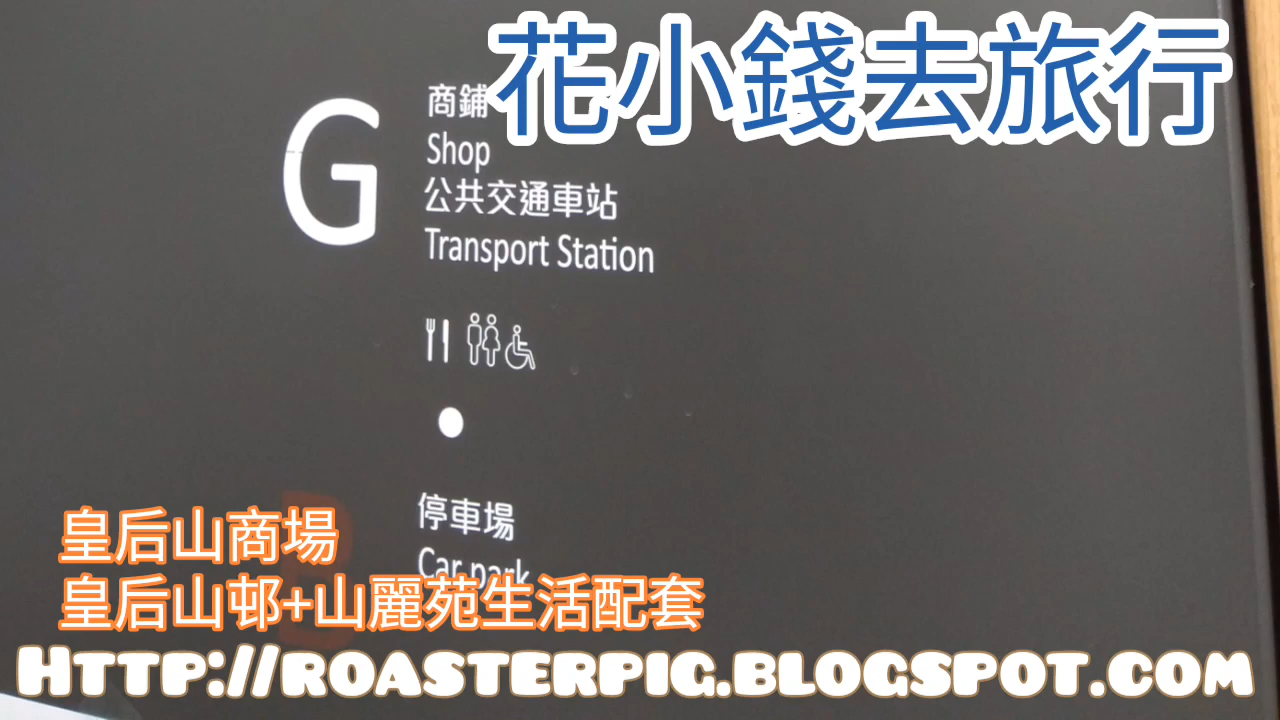 花小錢去旅行
G
商鋪
Shop
公共交通車站
Transport Station
停車場
Car park
皇后山商場
皇后山邨+山麗苑生活配套
Http://roasterpig.blogspot.com